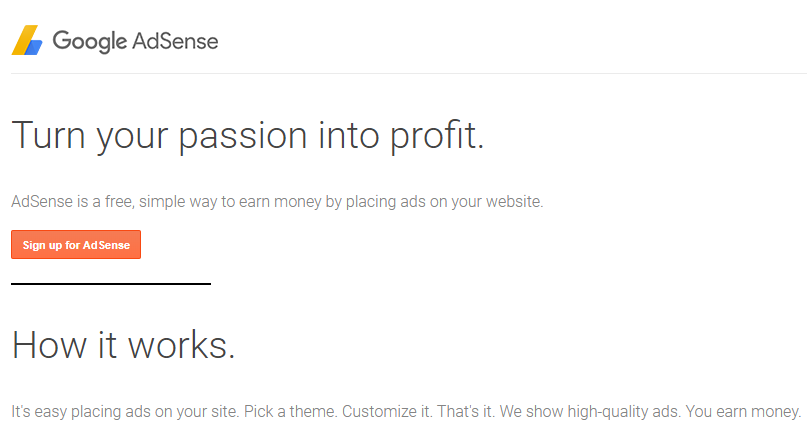 Google AdSense
Turn your passion into profit.
AdSense is a free, simple way to earn money by placing ads on your website.
Sign up for AdSense
How it works.
It's easy placing ads on your site. Pick a theme. Customize it. That's it. We show high-quality ads. You earn money.